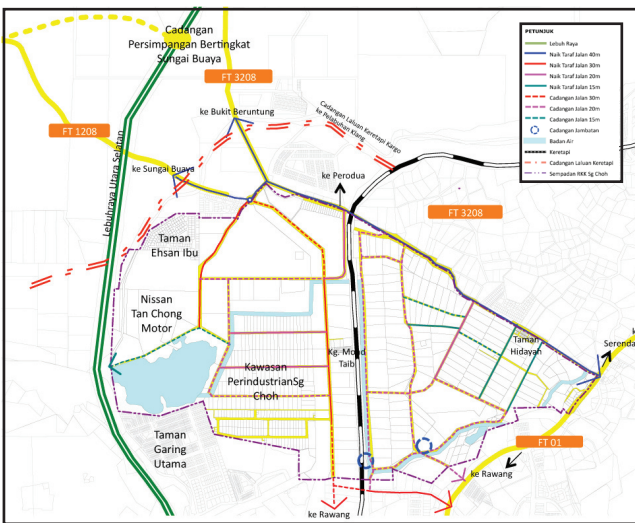 Cadangan
Persimpangan Bertingkat
Sungai Buaya
FT 3208
ke Bukit Beruntung
FT 1208
Lebuhraya Utara Selatan
ke Sungai Buaya
Cadangan Laluan Keretapi Kargo
ke Pelabuhan Klang
ke Perodua
FT 3208
Taman
Ehsan Ibu
Nissan
Tan Chong
Motor
Kg. Mohd
Taib
Taman
Hidayah
Serenda
k
Kawasan
PerindustrianSg
Choh
Taman
Garing
Utama
FT 01
ke Rawang
ke Rawang
PETUNJUK
Lebuh Raya
Naik Taraf Jalan 40m
Naik Taraf Jalan 30m
Naik Taraf Jalan 20m
Naik Taraf Jalan 15m
Cadangan Jalan 30m
Cadangan Jalan 20m
Cadangan Jalan 15m
Cadangan Jambatan
Badan Air
Keretapi
Cadangan Laluan Keretapi
Sempadan RKK Sg Choh